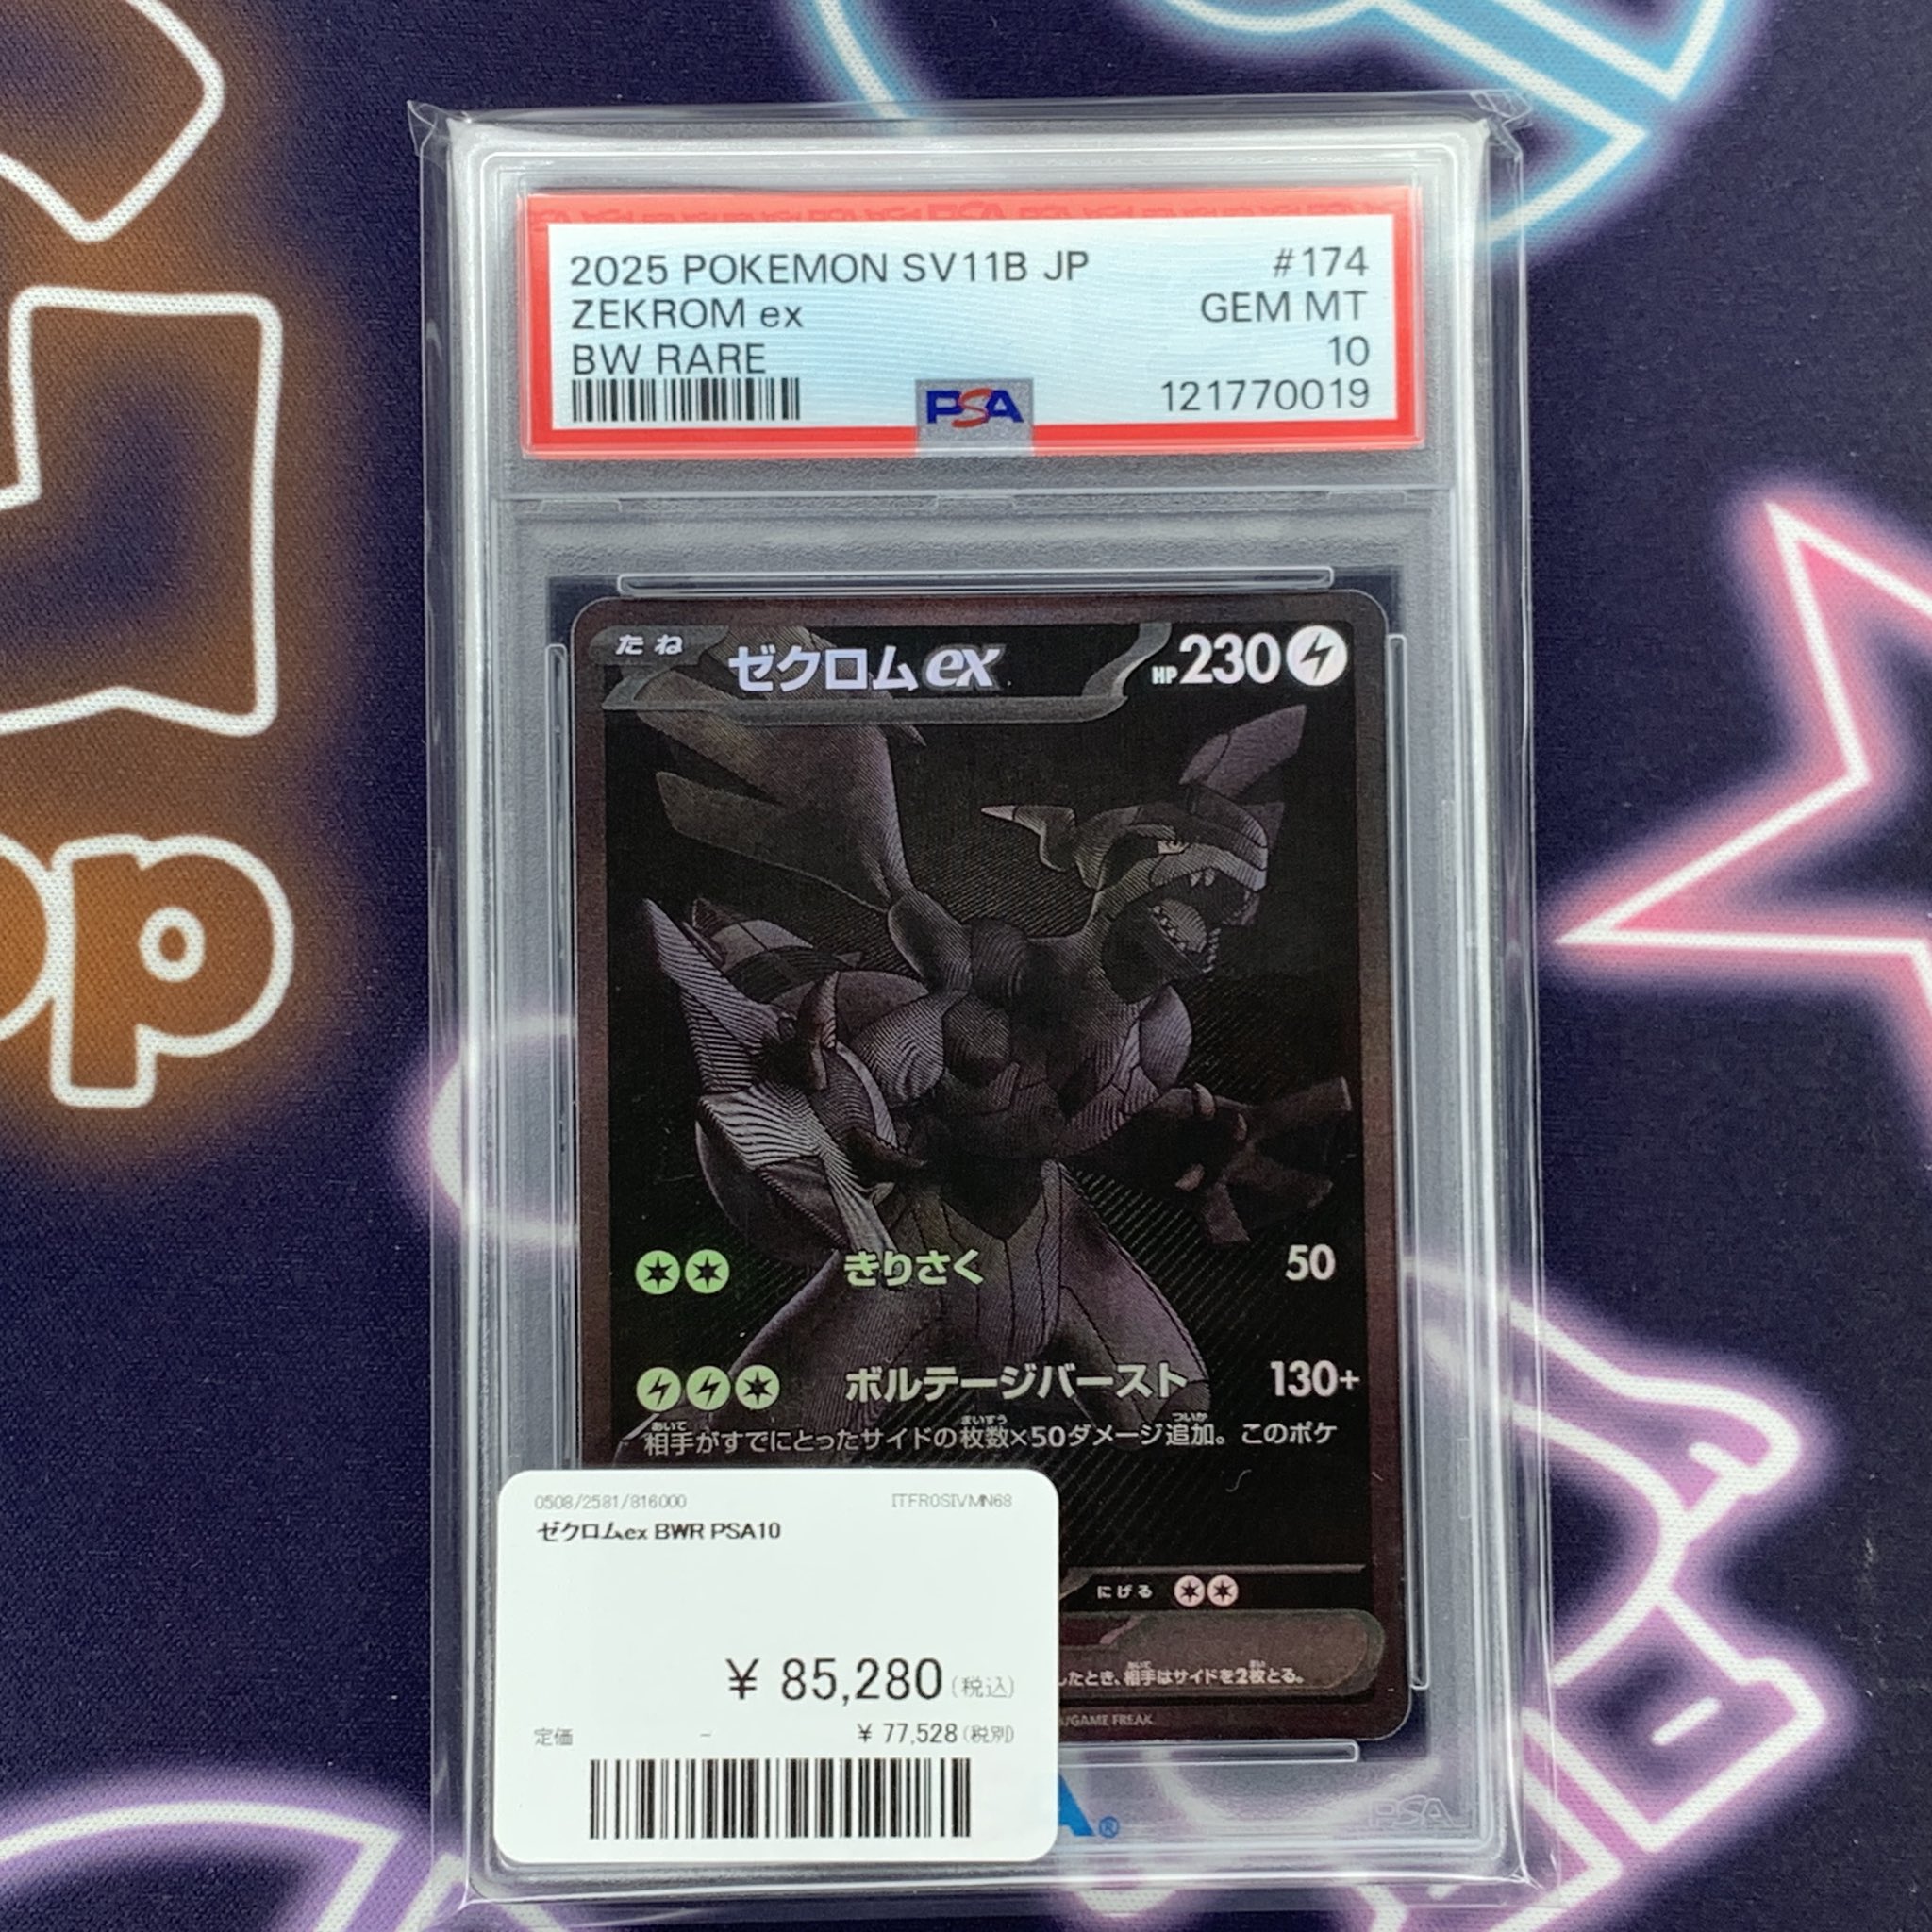 2025 POKEMON SV11B JP #174
ZEKROM ex GEM MT
BW RARE 10
PSA 121770019
たね ゼクロムex HP230
きりさく 50
ボルテージバースト 130+
相手がすでにとったサイドの枚数×50ダメージ追加。このポケ
にげる
したとき、相手はサイドを2枚とる。
/GAME FREAK
0508/2581/816000 ITFR0SIVMN68
ゼクロムex BWR PSA10
¥ 85,280(税込)
定価 – ¥ 77,528(税別)
PSA
op